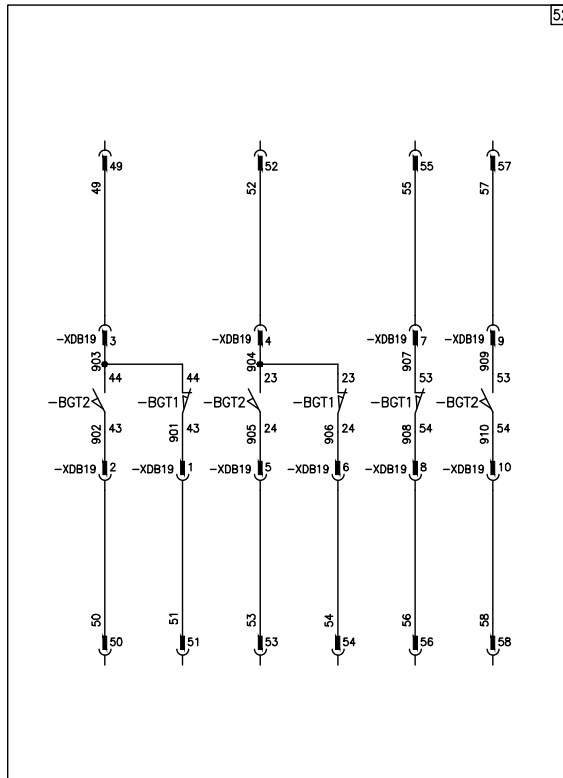 52
49 52 55 57
49 52 55 57
-XDB19 3 -XDB19 4 -XDB19 7 -XDB19 9
903 904 907 909
44 44 23 23 53 53
-BGT2 -BGT1 -BGT2 -BGT1 -BGT1 -BGT2
902 43 901 43 905 24 906 24 908 54 910 54
-XDB19 2 -XDB19 1 -XDB19 5 -XDB19 6 -XDB19 8 -XDB19 10
50 51 53 54 56 58
50 51 53 54 56 58